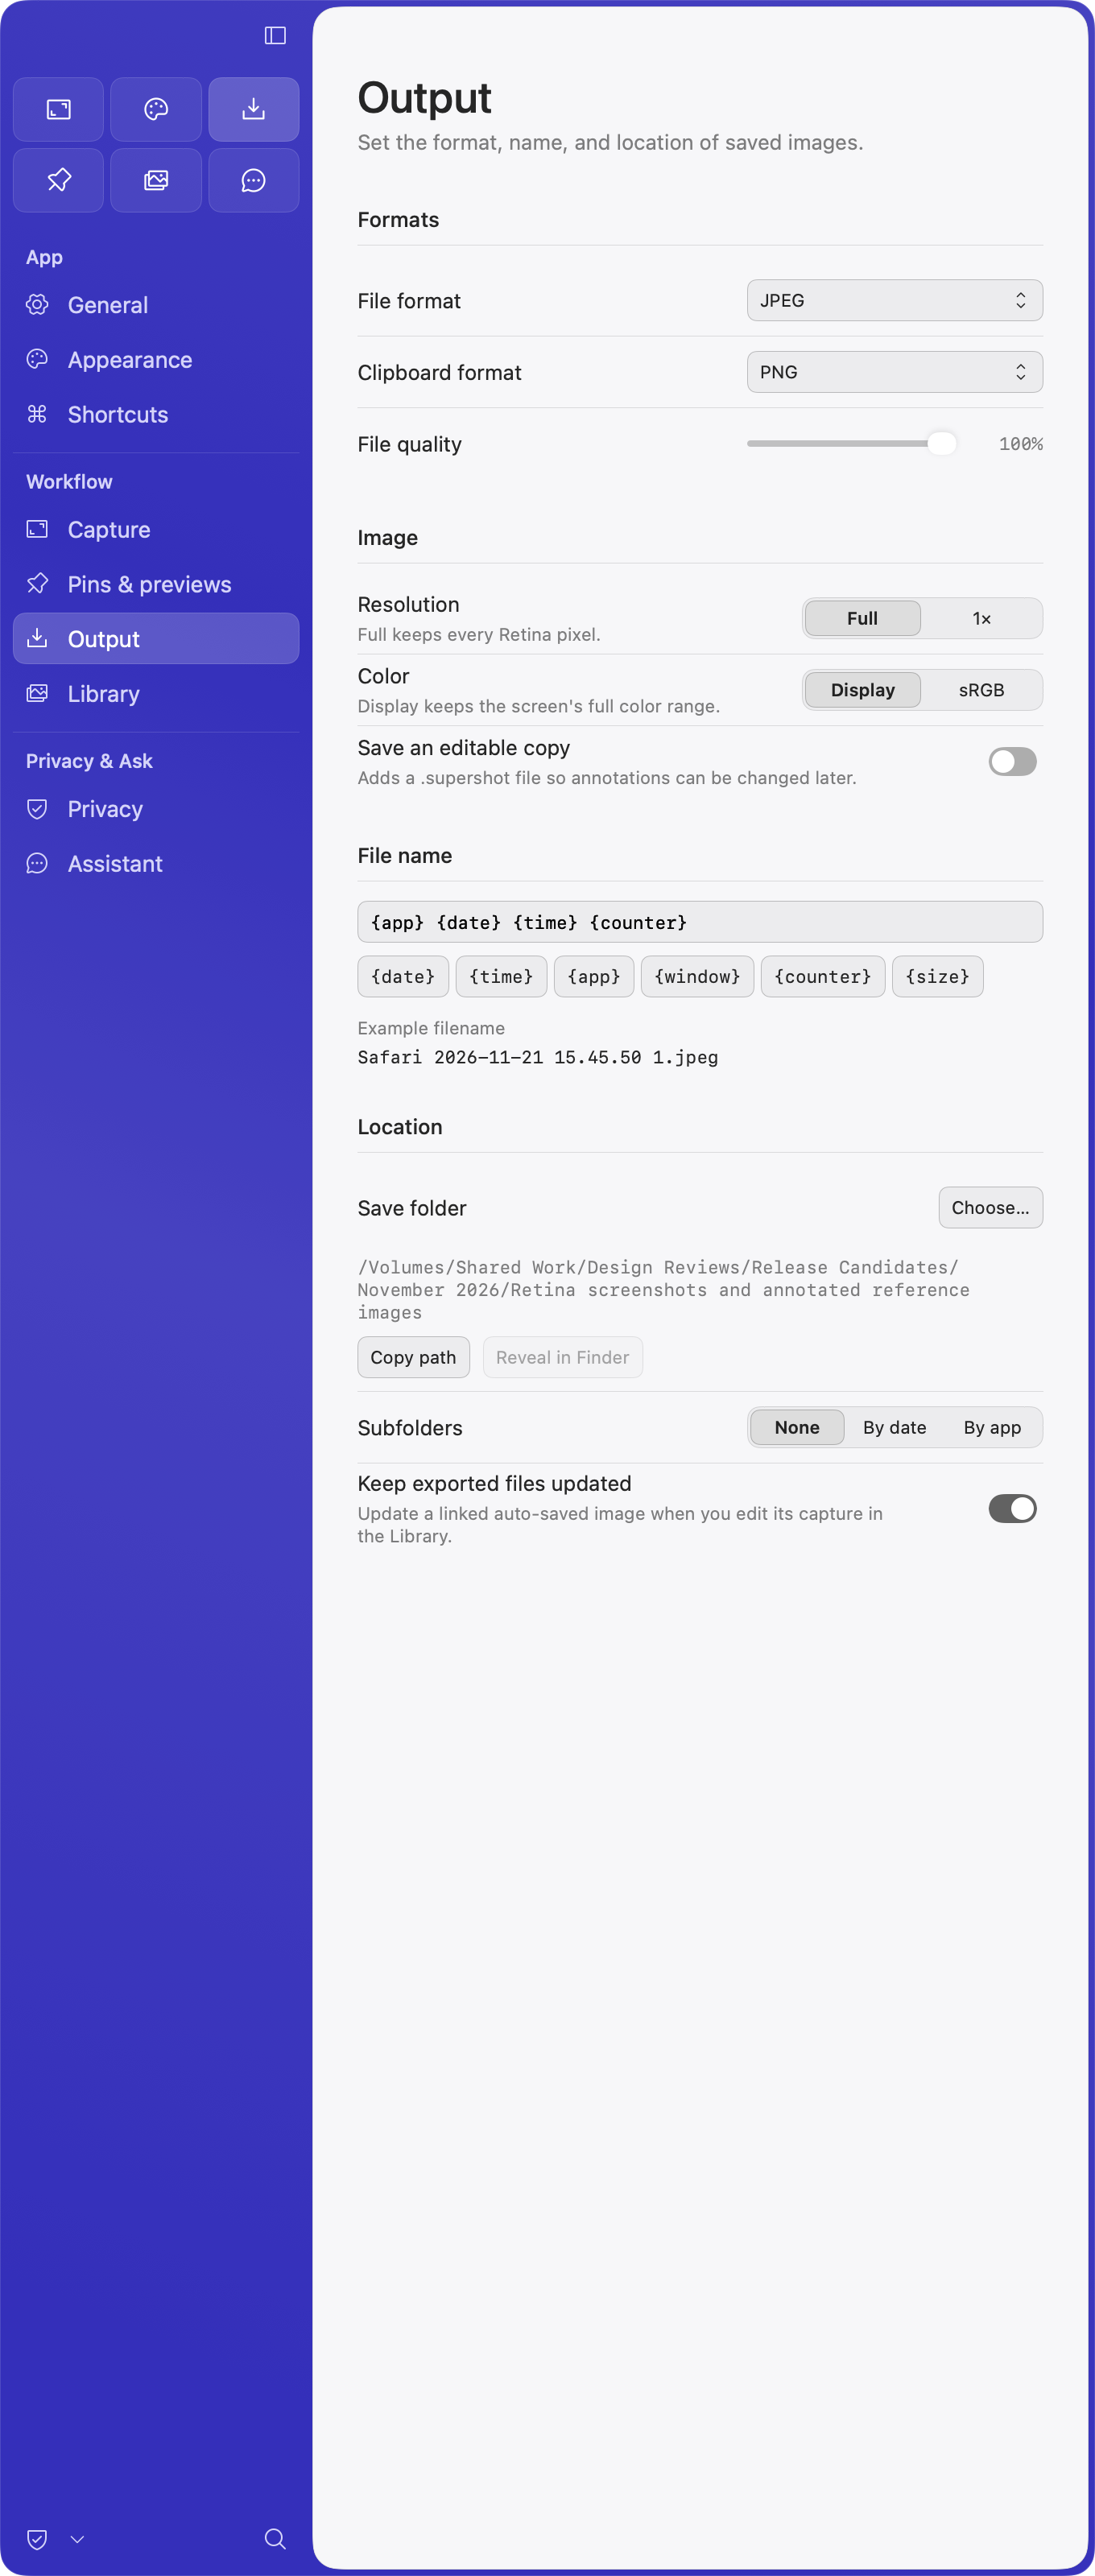 App
General
Appearance
Shortcuts
Workflow
Capture
Pins & previews
Output
Library
Privacy & Ask
Privacy
Assistant
Output
Set the format, name, and location of saved images.
Formats
File format
JPEG
Clipboard format
PNG
File quality
100%
Image
Resolution
Full keeps every Retina pixel.
Full
1×
Color
Display keeps the screen's full color range.
Display
sRGB
Save an editable copy
Adds a .supershot file so annotations can be changed later.
File name
{app} {date} {time} {counter}
{date} {time} {app} {window} {counter} {size}
Example filename
Safari 2026-11-21 15.45.50 1.jpeg
Location
Save folder
Choose...
/Volumes/Shared Work/Design Reviews/Release Candidates/
November 2026/Retina screenshots and annotated reference
images
Copy path
Reveal in Finder
Subfolders
None
By date
By app
Keep exported files updated
Update a linked auto-saved image when you edit its capture in
the Library.